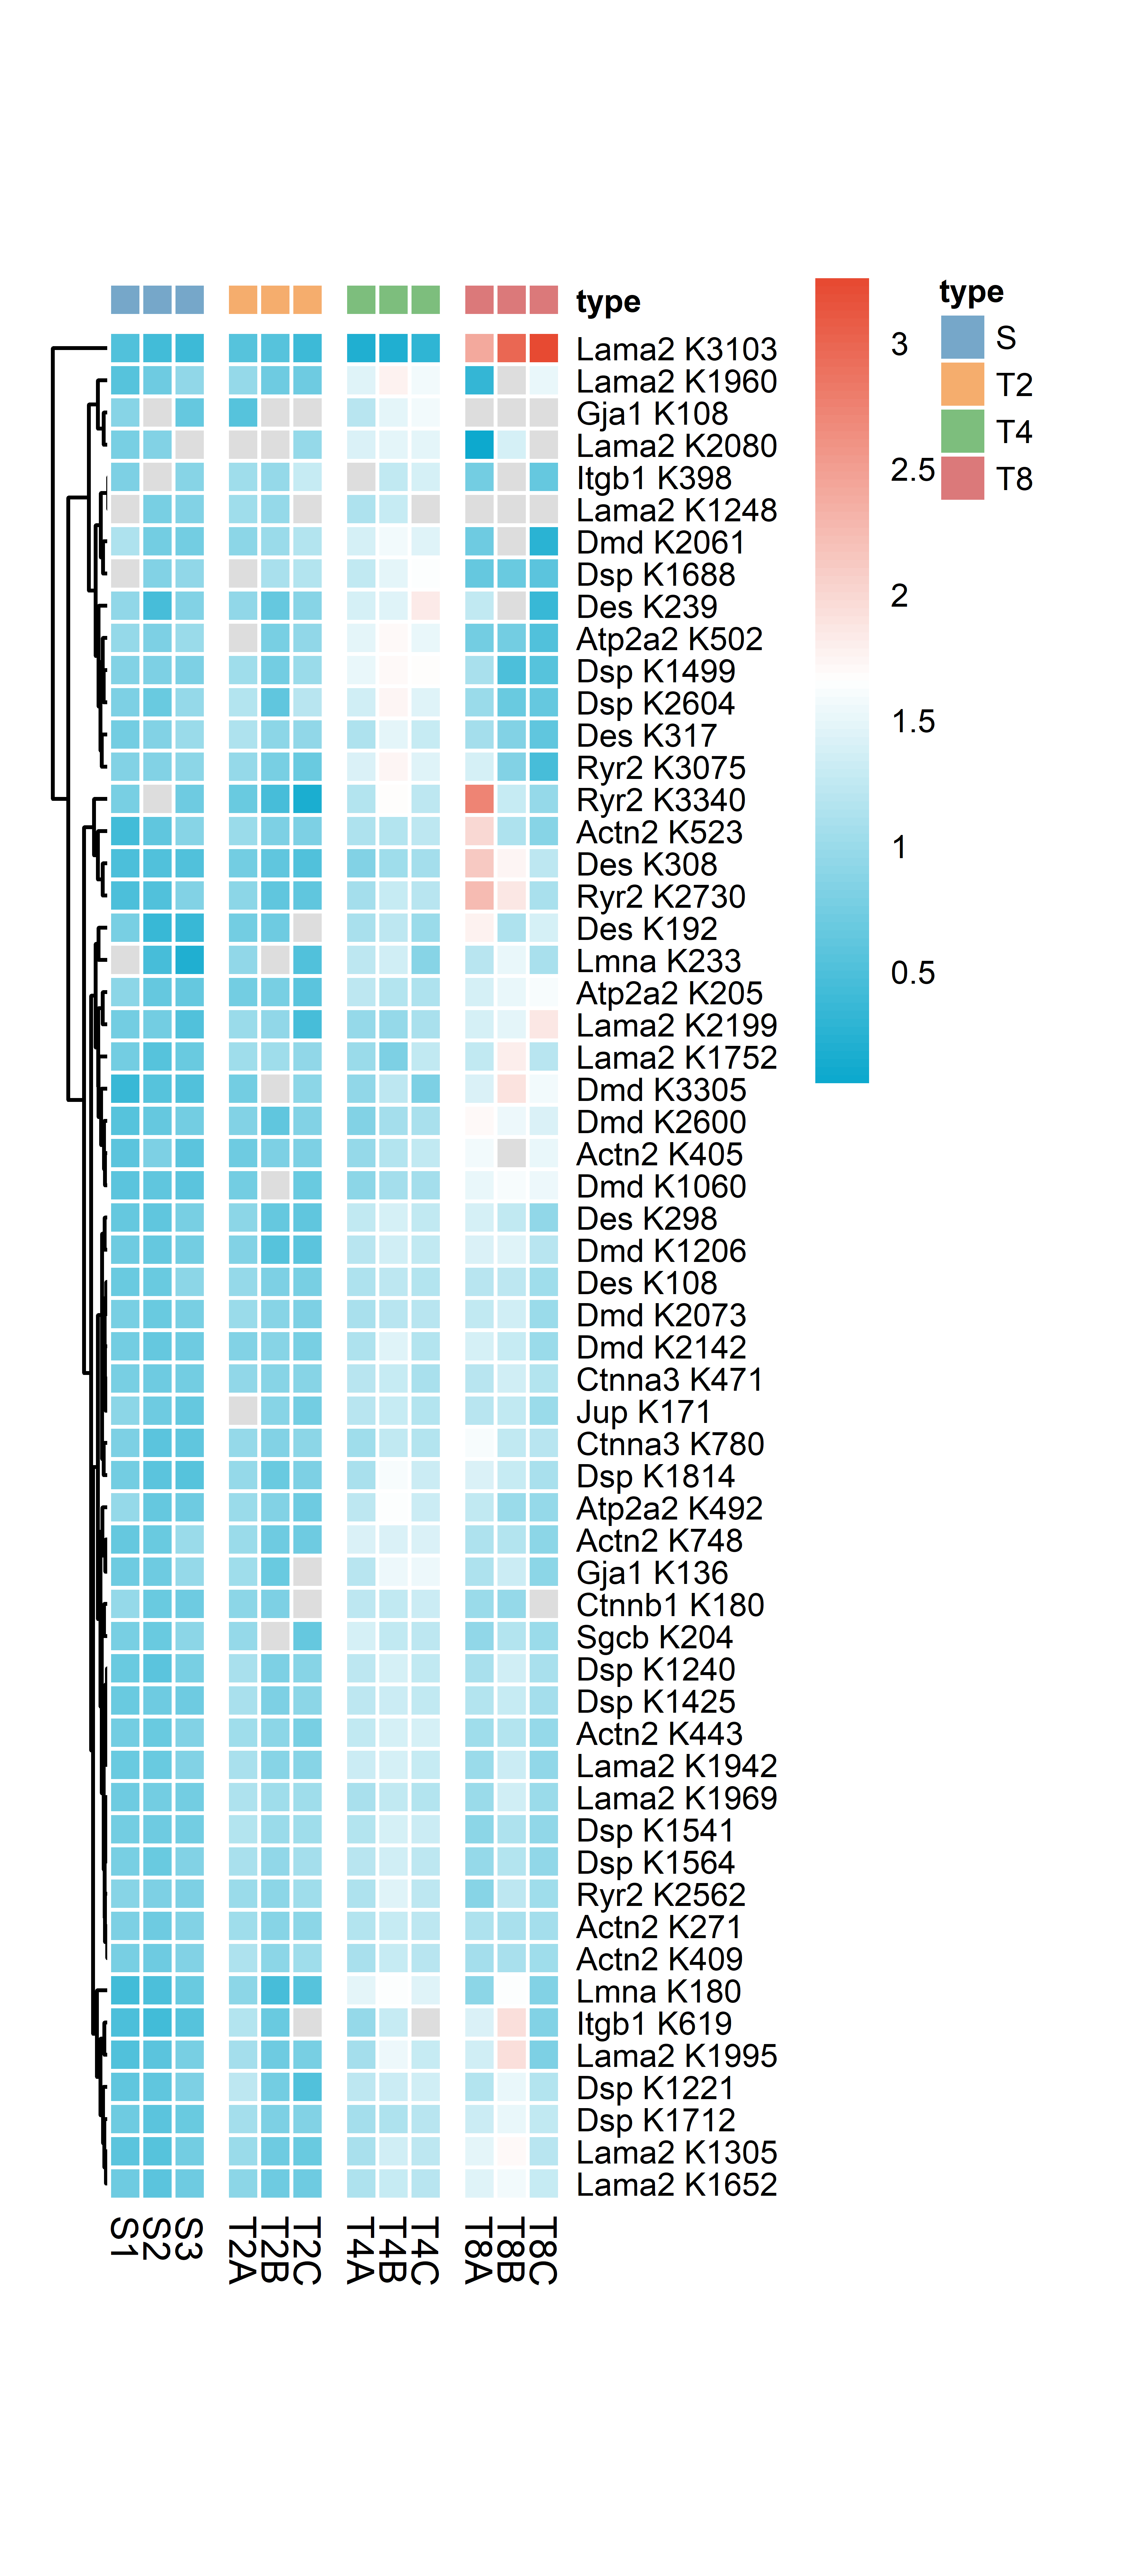 type
Lama2 K3103
Lama2 K1960
Gja1 K108
Lama2 K2080
Itgb1 K398
Lama2 K1248
Dmd K2061
Dsp K1688
Des K239
Atp2a2 K502
Dsp K1499
Dsp K2604
Des K317
Ryr2 K3075
Ryr2 K3340
Actn2 K523
Des K308
Ryr2 K2730
Des K192
Lmna K233
Atp2a2 K205
Lama2 K2199
Lama2 K1752
Dmd K3305
Dmd K2600
Actn2 K405
Dmd K1060
Des K298
Dmd K1206
Des K108
Dmd K2073
Dmd K2142
Ctnna3 K471
Jup K171
Ctnna3 K780
Dsp K1814
Atp2a2 K492
Actn2 K748
Gja1 K136
Ctnnb1 K180
Sgcb K204
Dsp K1240
Dsp K1425
Actn2 K443
Lama2 K1942
Lama2 K1969
Dsp K1541
Dsp K1564
Ryr2 K2562
Actn2 K271
Actn2 K409
Lmna K180
Itgb1 K619
Lama2 K1995
Dsp K1221
Dsp K1712
Lama2 K1305
Lama2 K1652
S1
S2
S3
T2A
T2B
T2C
T4A
T4B
T4C
T8A
T8B
T8C
3
2.5
2
1.5
1
0.5
type
S
T2
T4
T8